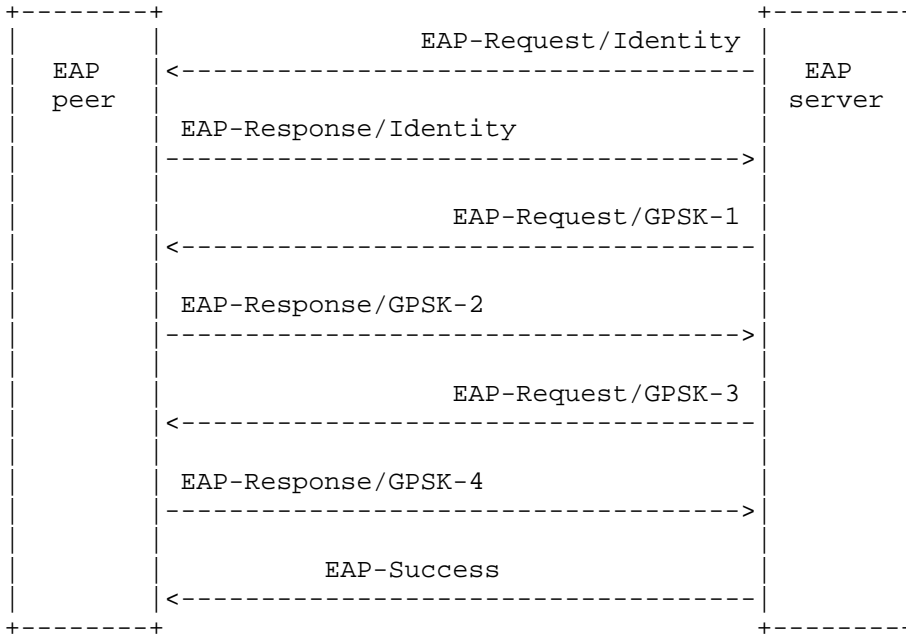 EAP-Request/Identity
EAP EAP
peer server
EAP-Response/Identity
EAP-Request/GPSK-1
EAP-Response/GPSK-2
EAP-Request/GPSK-3
EAP-Response/GPSK-4
EAP-Success